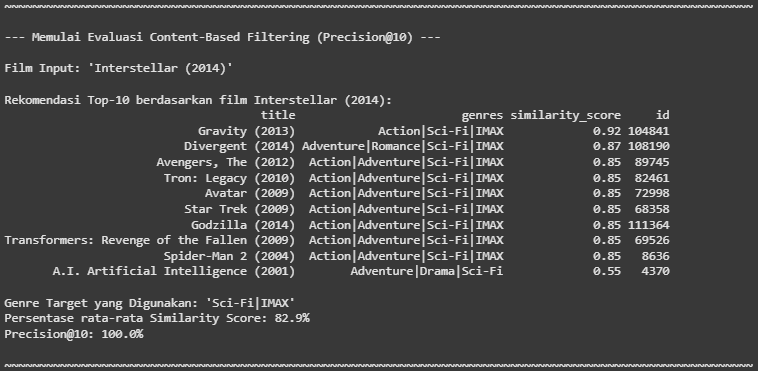 --- Memulai Evaluasi Content-Based Filtering (Precision@10) ---
Film Input: 'Interstellar (2014)'
Rekomendasi Top-10 berdasarkan film Interstellar (2014):
title genres similarity_score id
Gravity (2013) Action|Sci-Fi|IMAX 0.92 104841
Divergent (2014) Adventure|Romance|Sci-Fi|IMAX 0.87 108190
Avengers, The (2012) Action|Adventure|Sci-Fi|IMAX 0.85 89745
Tron: Legacy (2010) Action|Adventure|Sci-Fi|IMAX 0.85 82461
Avatar (2009) Action|Adventure|Sci-Fi|IMAX 0.85 72998
Star Trek (2009) Action|Adventure|Sci-Fi|IMAX 0.85 68358
Godzilla (2014) Action|Adventure|Sci-Fi|IMAX 0.85 111364
Transformers: Revenge of the Fallen (2009) Action|Adventure|Sci-Fi|IMAX 0.85 69526
Spider-Man 2 (2004) Action|Adventure|Sci-Fi|IMAX 0.85 8636
A.I. Artificial Intelligence (2001) Adventure|Drama|Sci-Fi 0.55 4370
Genre Target yang Digunakan: 'Sci-Fi|IMAX'
Persentase rata-rata Similarity Score: 82.9%
Precision@10: 100.0%